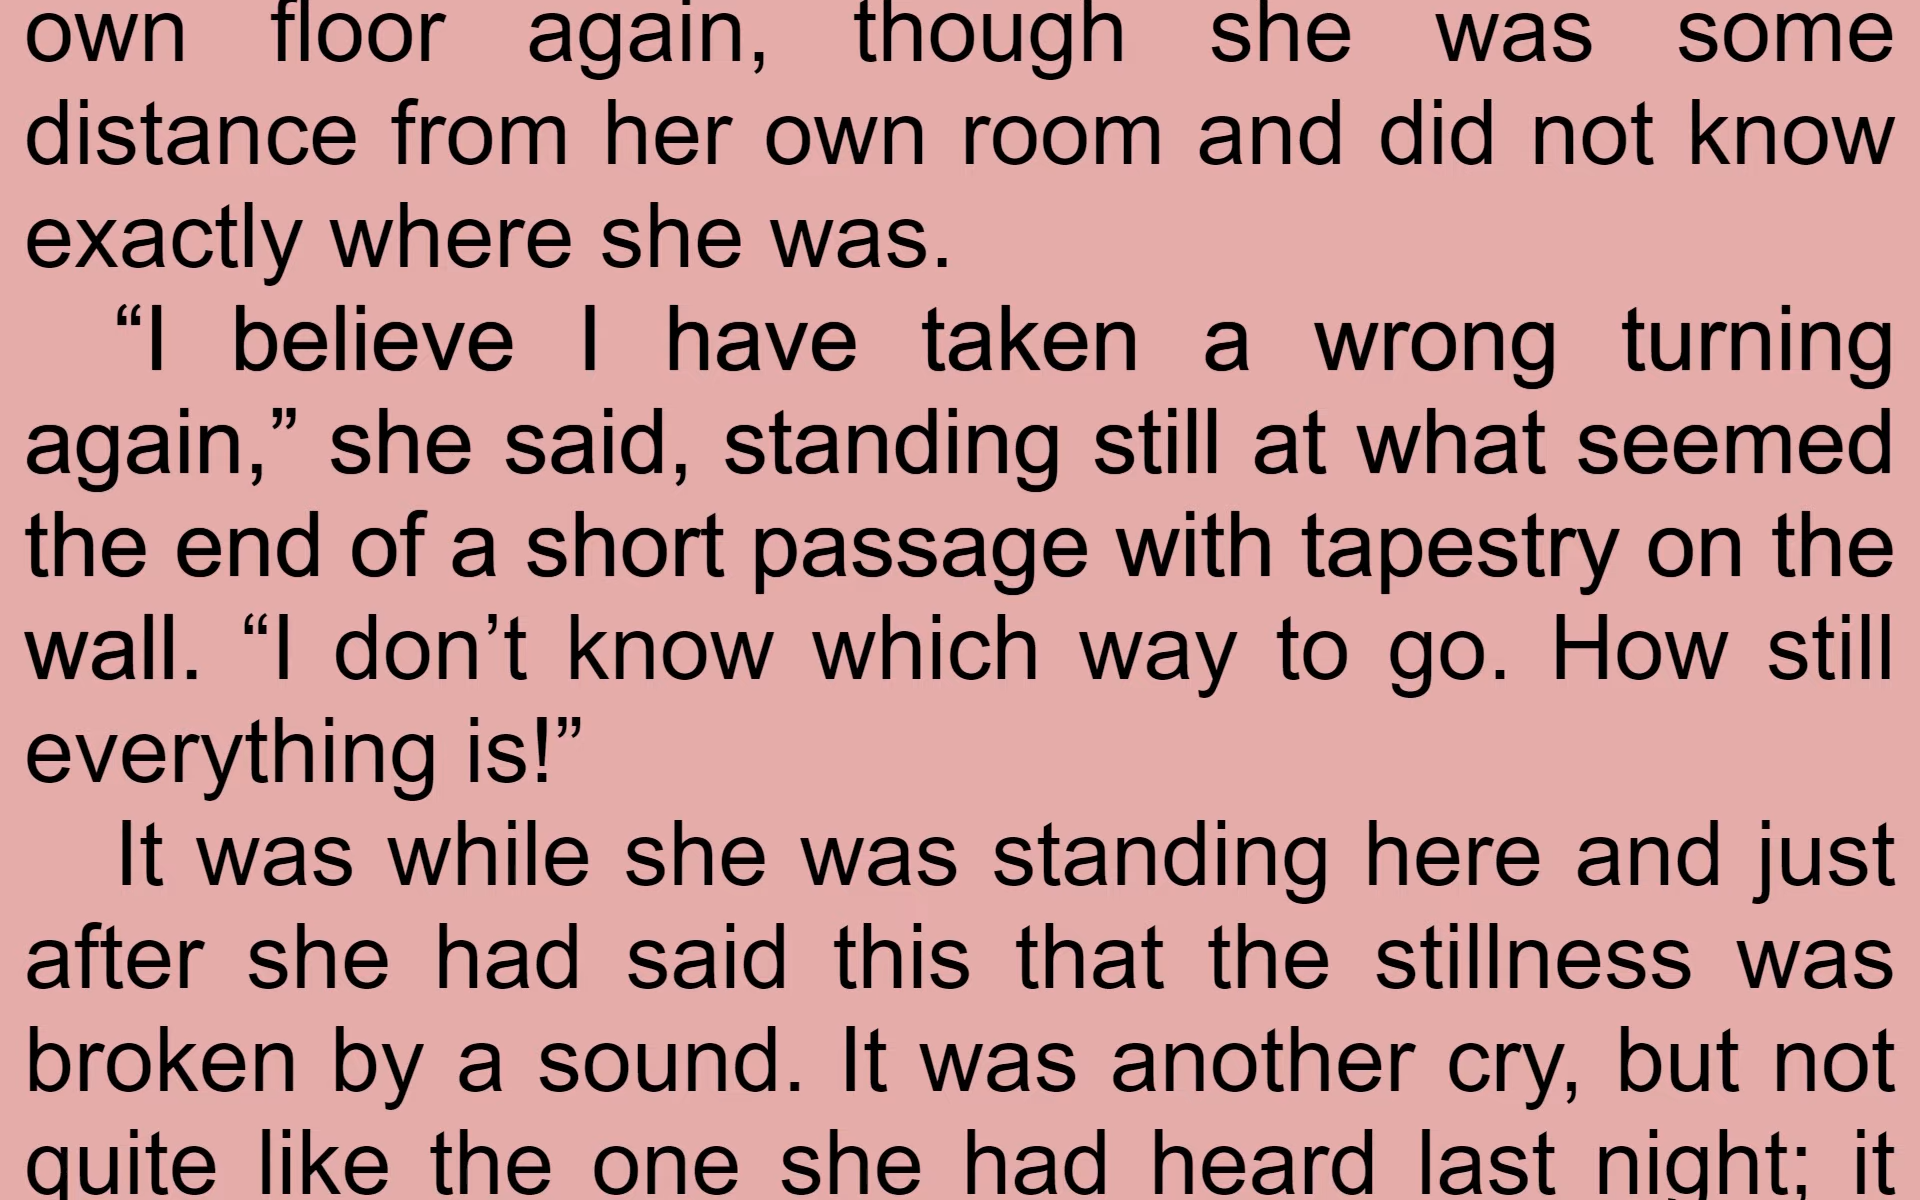 own floor again, though she was some
distance from her own room and did not know
exactly where she was.
“I believe I have taken a wrong turning
again,” she said, standing still at what seemed
the end of a short passage with tapestry on the
wall. “I don’t know which way to go. How still
everything is!”
It was while she was standing here and just
after she had said this that the stillness was
broken by a sound. It was another cry, but not
quite like the one she had heard last night; it